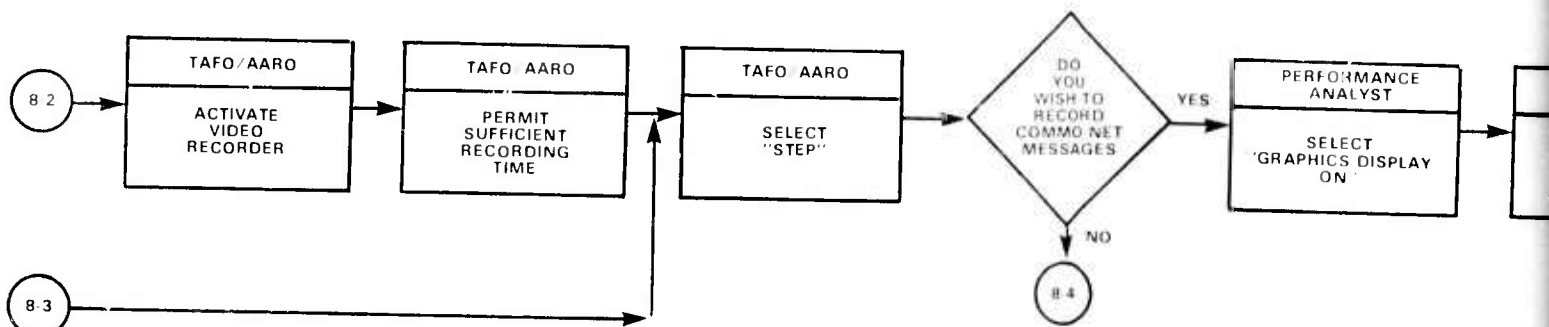 8-2
TAFO/AARO
ACTIVATE
VIDEO
RECORDER
TAFO/AARO
PERMIT
SUFFICIENT
RECORDING
TIME
TAFO/AARO
SELECT
"STEP"
DO
YOU
WISH TO
RECORD
COMMO NET
MESSAGES
YES
PERFORMANCE
ANALYST
SELECT
"GRAPHICS DISPLAY
ON"
NO
8-4
8-3